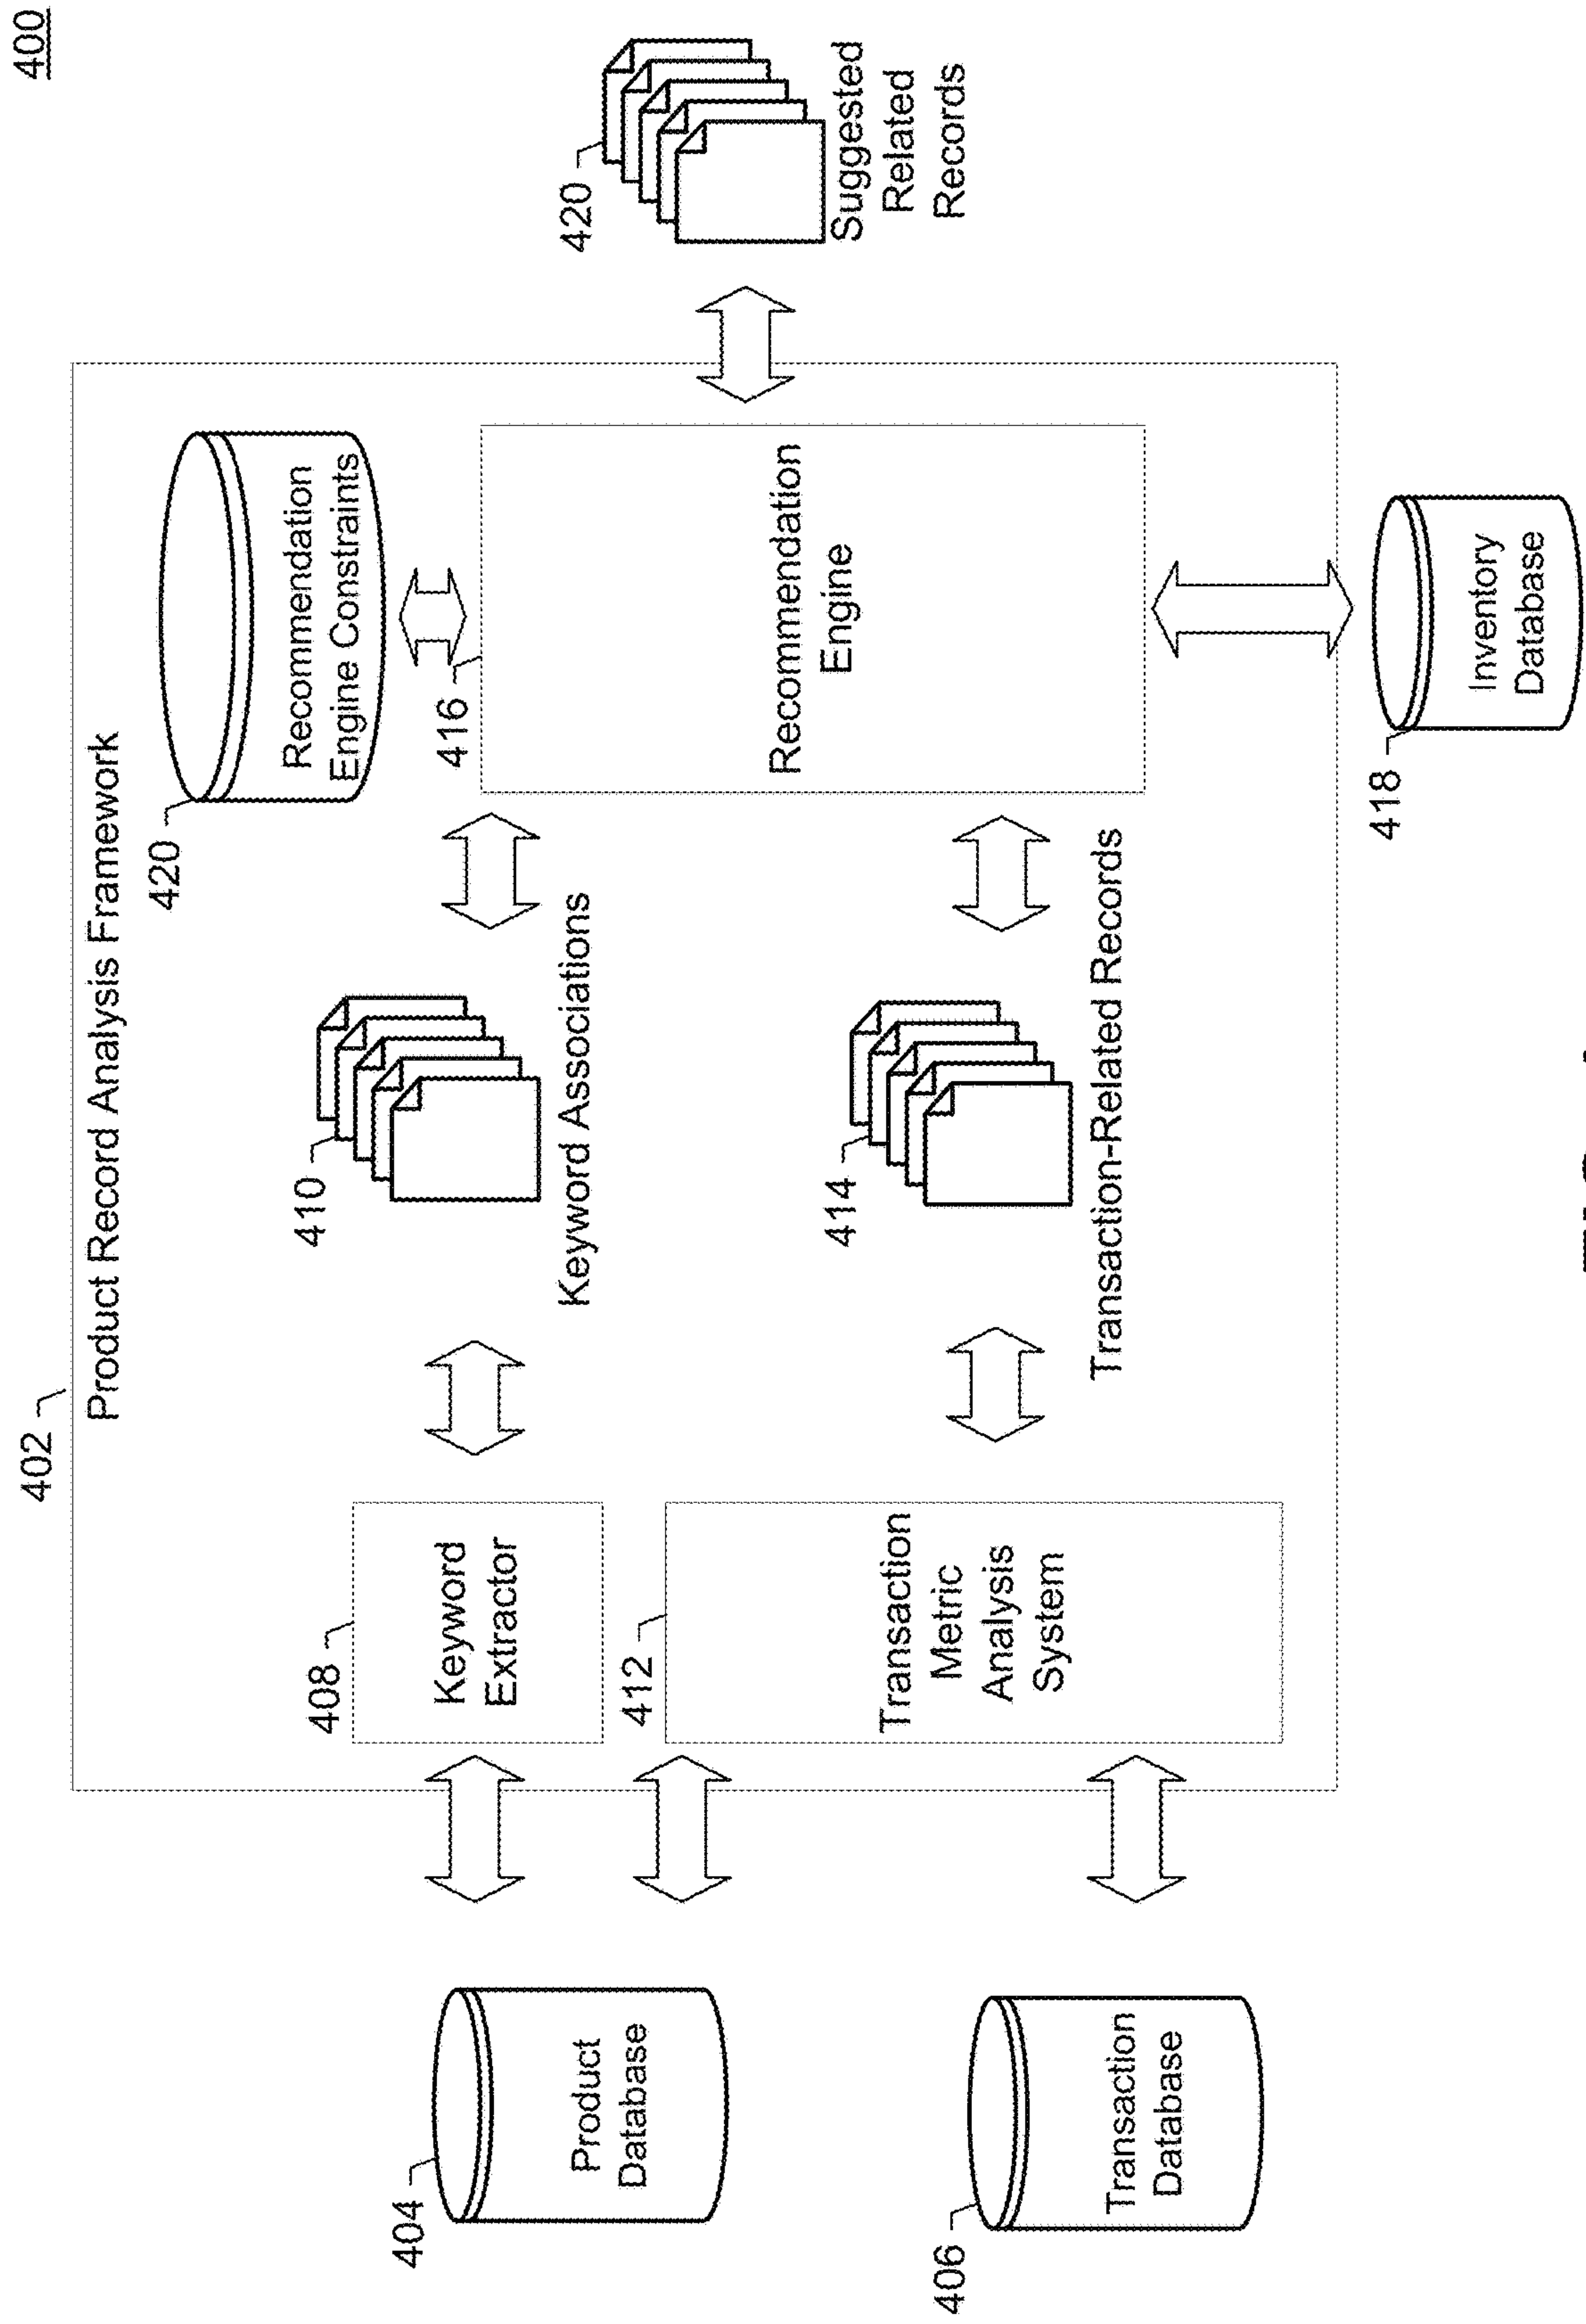 400
402
Product Record Analysis Framework
404
Product
Database
406
Transaction
Database
408
Keyword
Extractor
412
Transaction
Metric
Analysis
System
410
Keyword Associations
414
Transaction-Related Records
420
Recommendation
Engine Constraints
416
Recommendation
Engine
418
Inventory
Database
420
Suggested
Related
Records